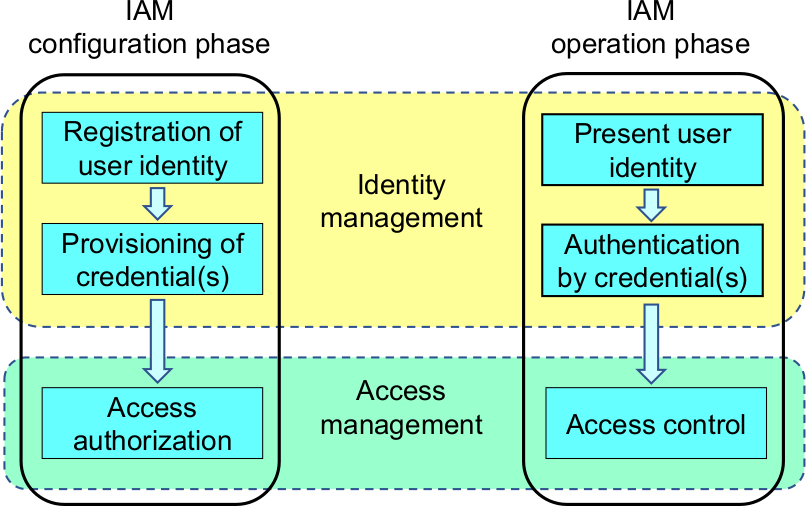 IAM
configuration phase
IAM
operation phase
Registration of
user identity
Present user
identity
Identity
management
Provisioning of
credential(s)
Authentication
by credential(s)
Access
management
Access
authorization
Access control